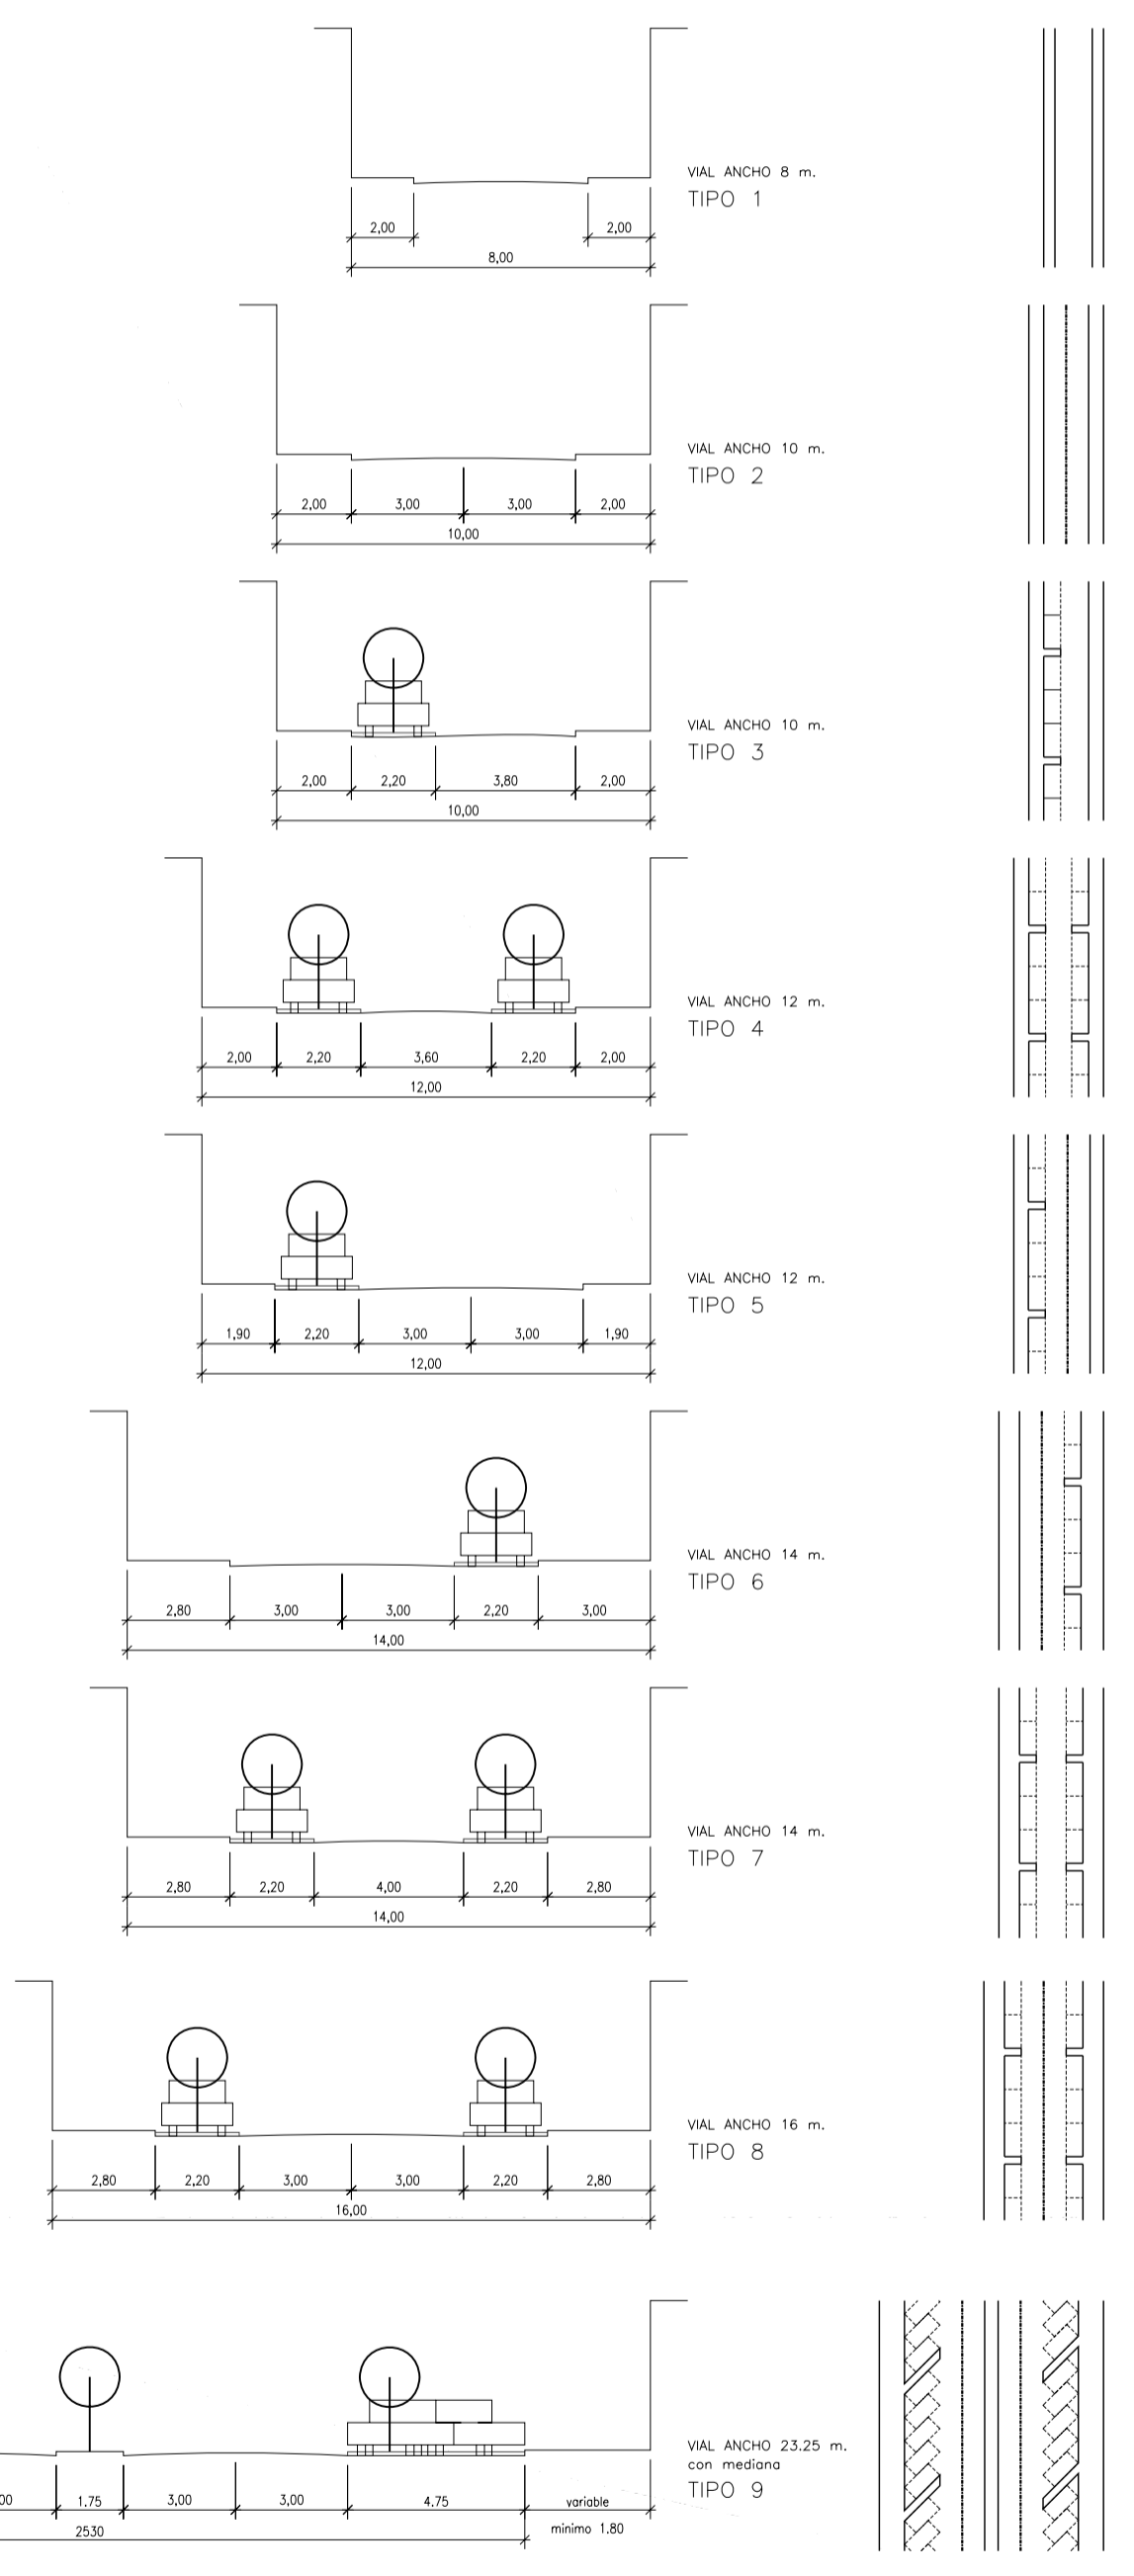 VIAL ANCHO 8 m.
TIPO 1
2,00 2,00
8,00
VIAL ANCHO 10 m.
TIPO 2
2,00 3,00 3,00 2,00
10,00
VIAL ANCHO 10 m.
TIPO 3
2,00 2,20 3,80 2,00
10,00
VIAL ANCHO 12 m.
TIPO 4
2,00 2,20 3,60 2,20 2,00
12,00
VIAL ANCHO 12 m.
TIPO 5
1,90 2,20 3,00 3,00 1,90
12,00
VIAL ANCHO 14 m.
TIPO 6
2,80 3,00 3,00 2,20 3,00
14,00
VIAL ANCHO 14 m.
TIPO 7
2,80 2,20 4,00 2,20 2,80
14,00
VIAL ANCHO 16 m.
TIPO 8
2,80 2,20 3,00 3,00 2,20 2,80
16,00
VIAL ANCHO 23.25 m.
con mediana
TIPO 9
00 1.75 3,00 3,00 4.75 variable
2530 minimo 1.80